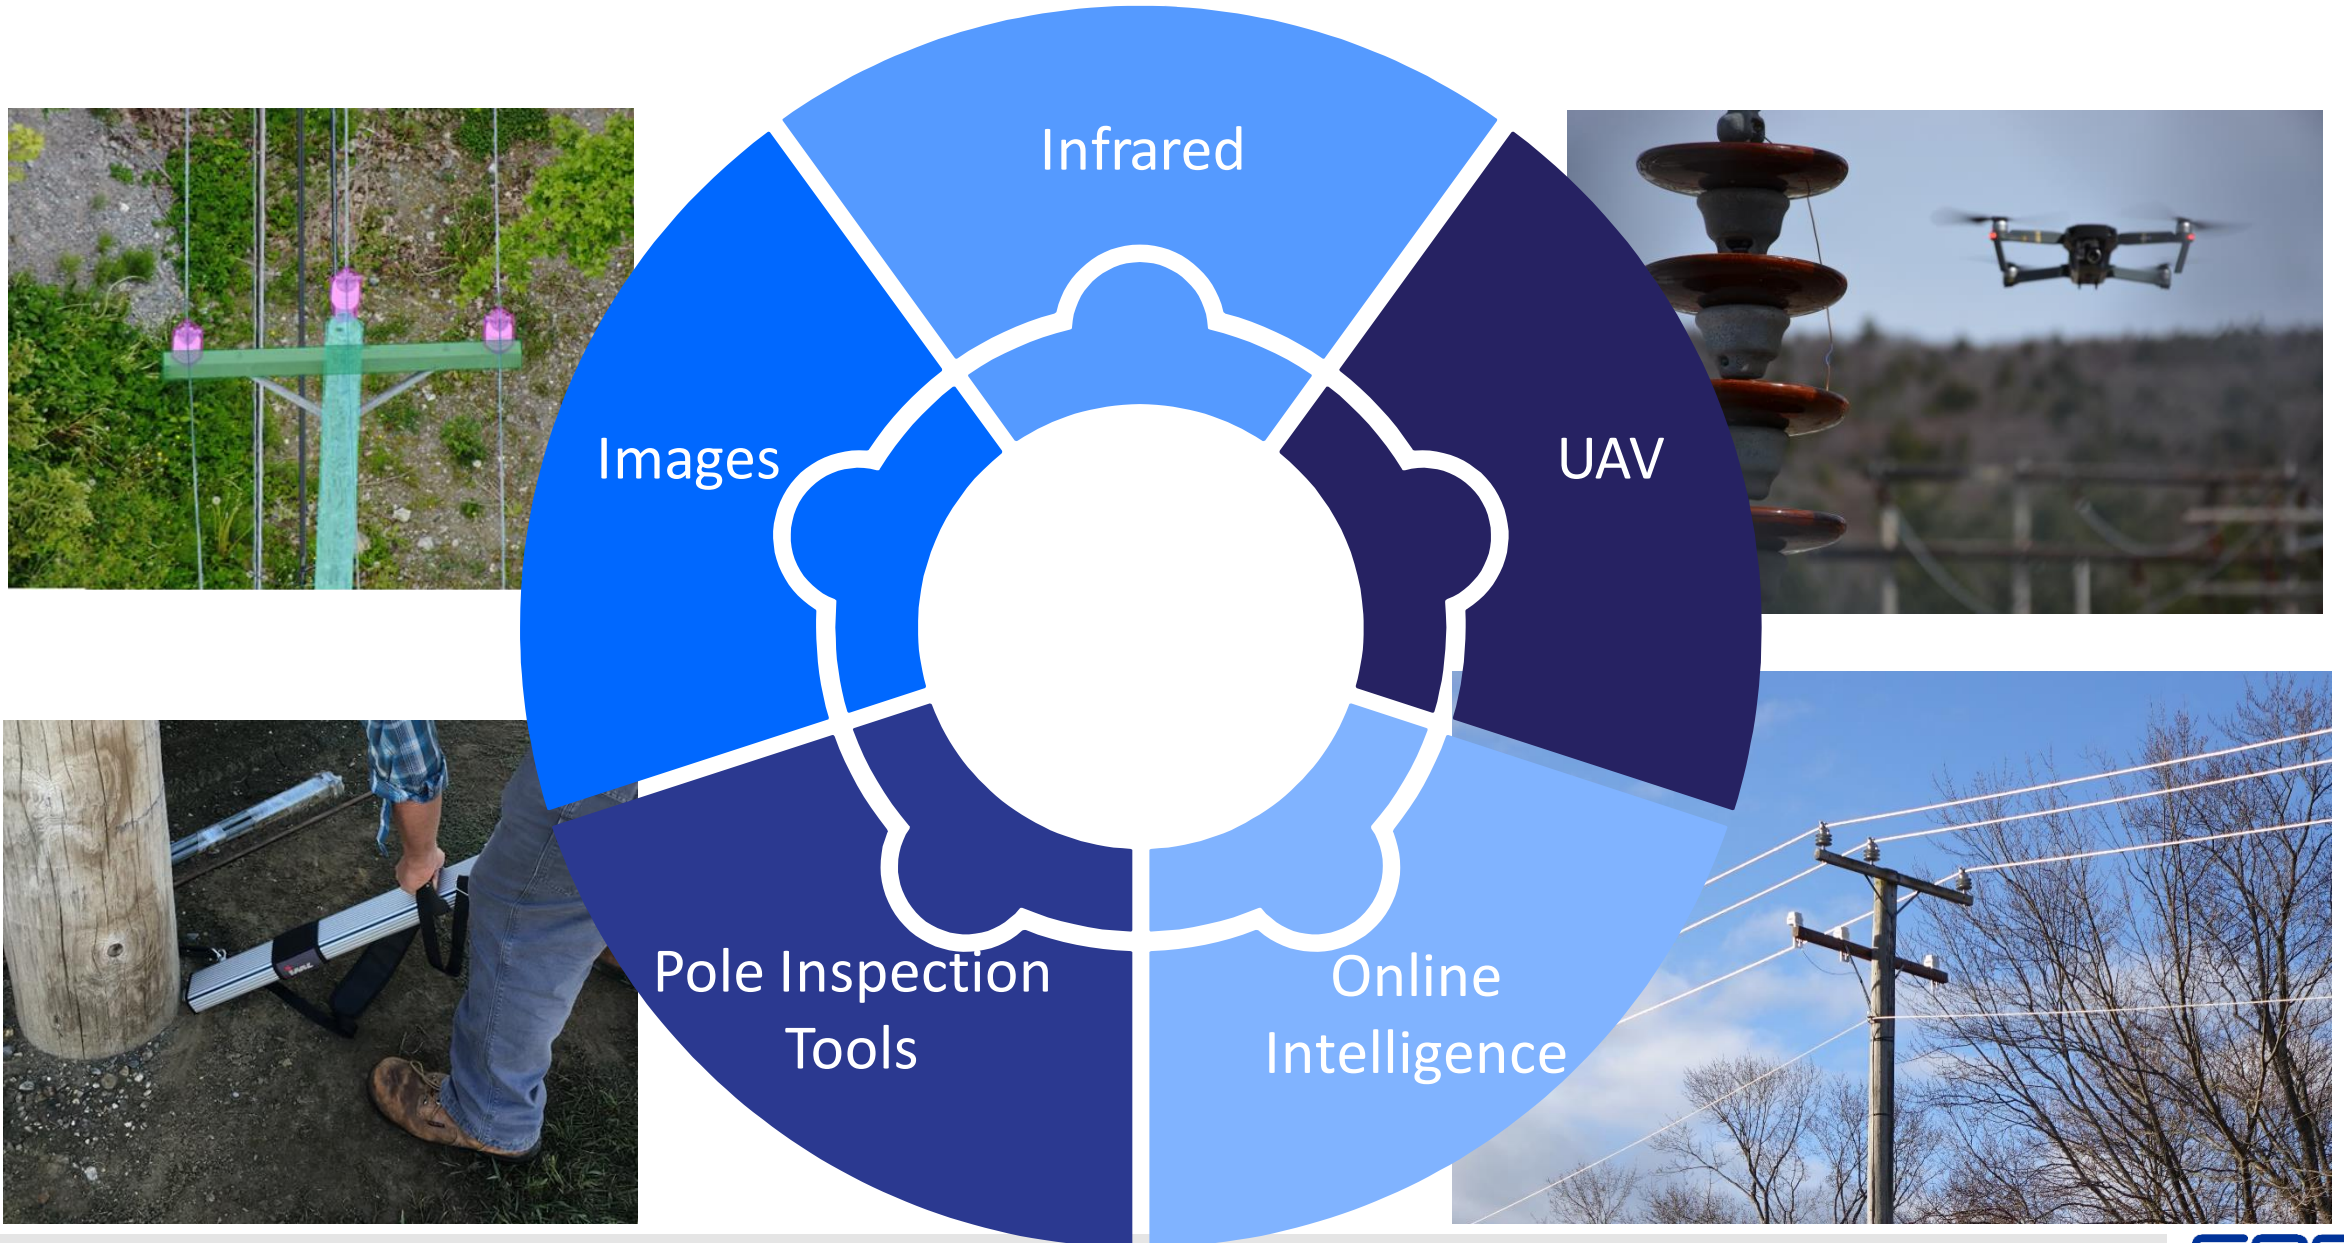 Infrared
Images
UAV
Pole Inspection
Tools
Online
Intelligence